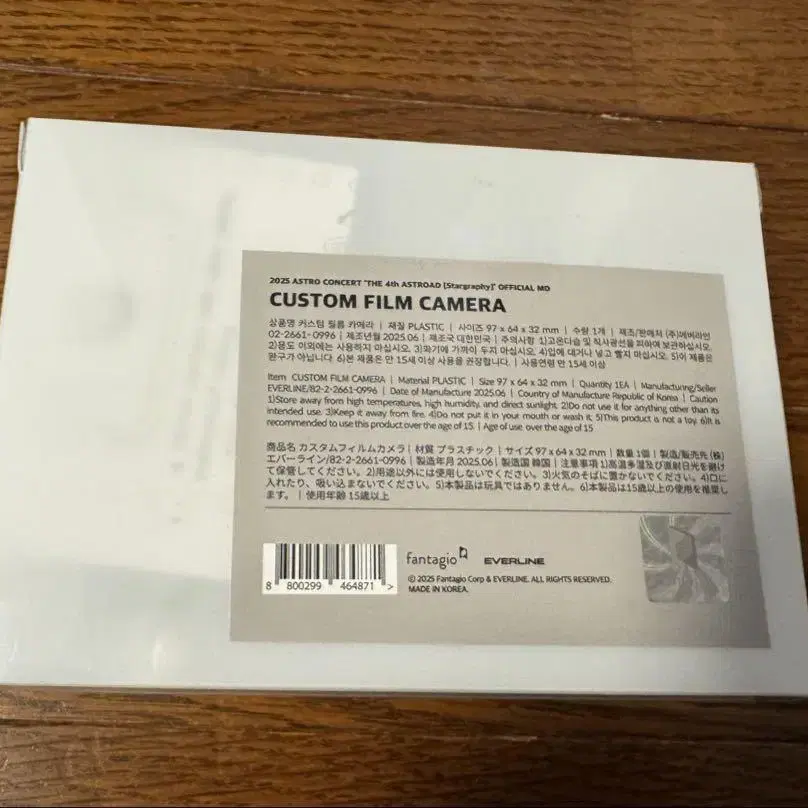 2025 ASTRO CONCERT "THE 4th ASTROAD [Stargraphy]" OFFICIAL MD
CUSTOM FILM CAMERA
상품명 커스텀 필름 카메라 | 재질 PLASTIC | 사이즈 97 x 64 x 32 mm | 수량 1개 | 제조/판매처 (주)에버라인
02-2661-0996 | 제조년월 2025.06 | 제조국 대한민국 | 주의사항 1)고온다습 및 직사광선을 피하여 보관하십시오.
2)용도 이외에는 사용하지 마십시오. 3)화기에 가까이 두지 마십시오. 4)입에 대거나 넣고 빨지 마십시오. 5)이 제품은
완구가 아닙니다. 6)본 제품은 만 15세 이상 사용을 권장합니다. | 사용연령 만 15세 이상
Item CUSTOM FILM CAMERA | Material PLASTIC | Size 97 x 64 x 32 mm | Quantity 1EA | Manufacturing/Seller
EVERLINE/82-2-2661-0996 | Date of Manufacture 2025.06 | Country of Manufacture Republic of Korea | Caution
1)Store away from high temperatures, high humidity, and direct sunlight. 2)Do not use it for anything other than its
intended use. 3)Keep it away from fire. 4)Do not put it in your mouth or wash it. 5)This product is not a toy. 6)It is
recommended to use this product over the age of 15. | Age of use over the age of 15
商品名 カスタムフィルムカメラ | 材質 プラスチック | サイズ 97 x 64 x 32 mm | 数量 1個 | 製造/販売先 (株)
エバーライン/82-2-2661-0996 | 製造年月 2025.06 | 製造国 韓国 | 注意事項 1)高温多湿及び直射日光を避け
て保管してください。2)用途以外には使用しないでください。3)火気のそばに置かないでください。4)口に
入れたり、吸い込まないでください。5)本製品は玩具ではありません。6)本製品は15歳以上の使用を推奨し
ます。 | 使用年齢 15歳以上
fantagio EVERLINE
© 2025 Fantagio Corp & EVERLINE. ALL RIGHTS RESERVED.
MADE IN KOREA.
8 800299 464871 >